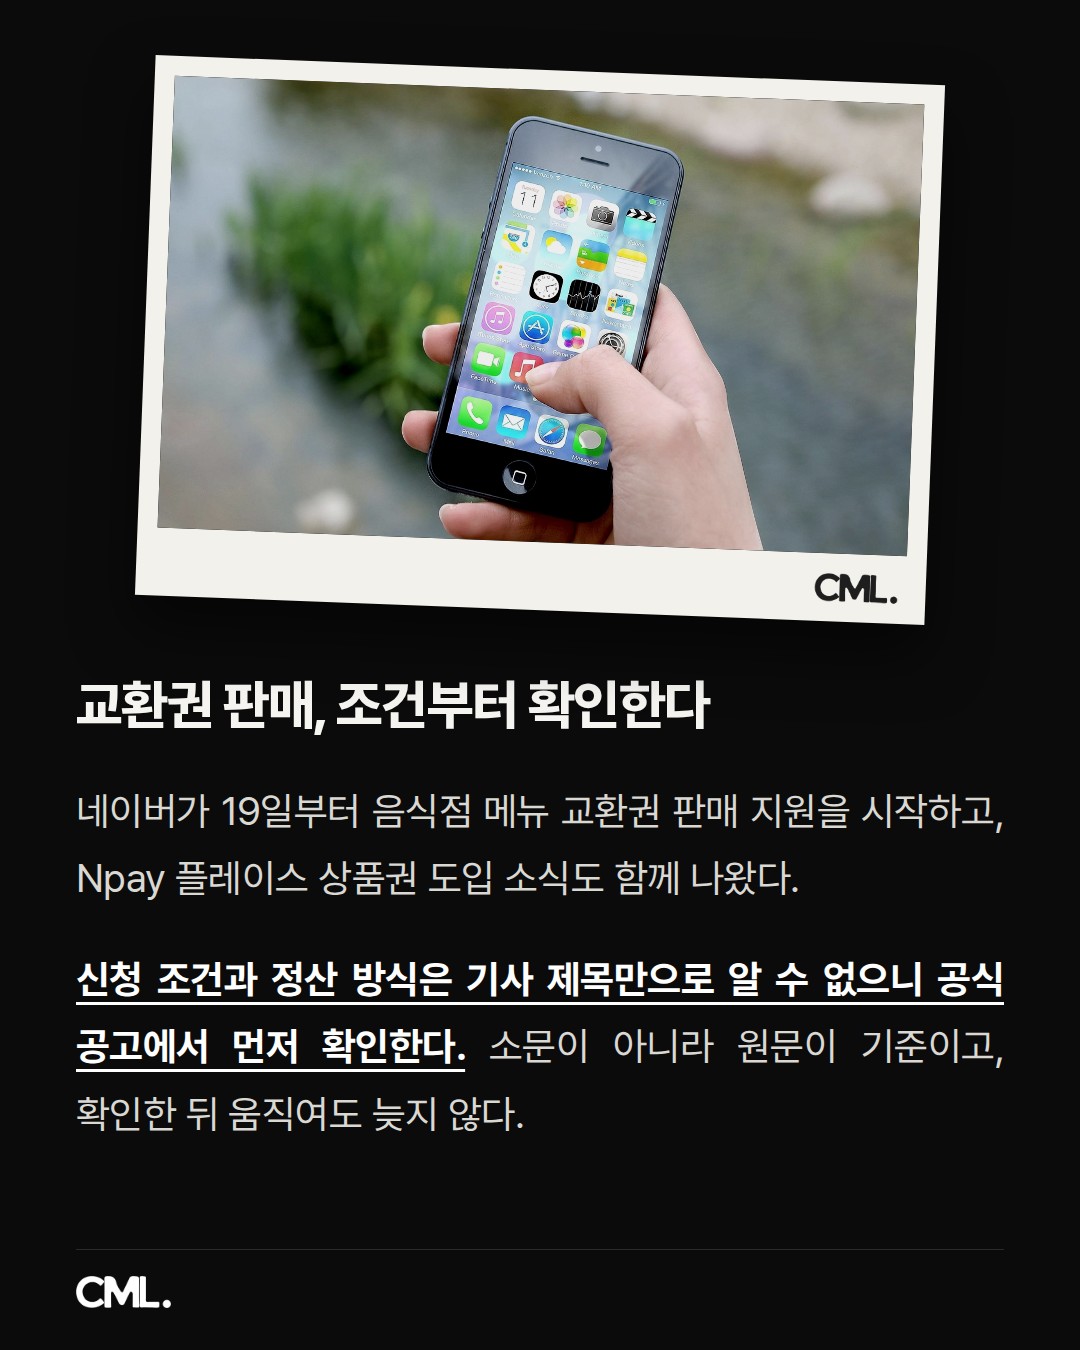 11
FaceTime
CML.
교환권 판매, 조건부터 확인한다
네이버가 19일부터 음식점 메뉴 교환권 판매 지원을 시작하고,
Npay 플레이스 상품권 도입 소식도 함께 나왔다.
신청 조건과 정산 방식은 기사 제목만으로 알 수 없으니 공식
공고에서 먼저 확인한다. 소문이 아니라 원문이 기준이고,
확인한 뒤 움직여도 늦지 않다.
CML.